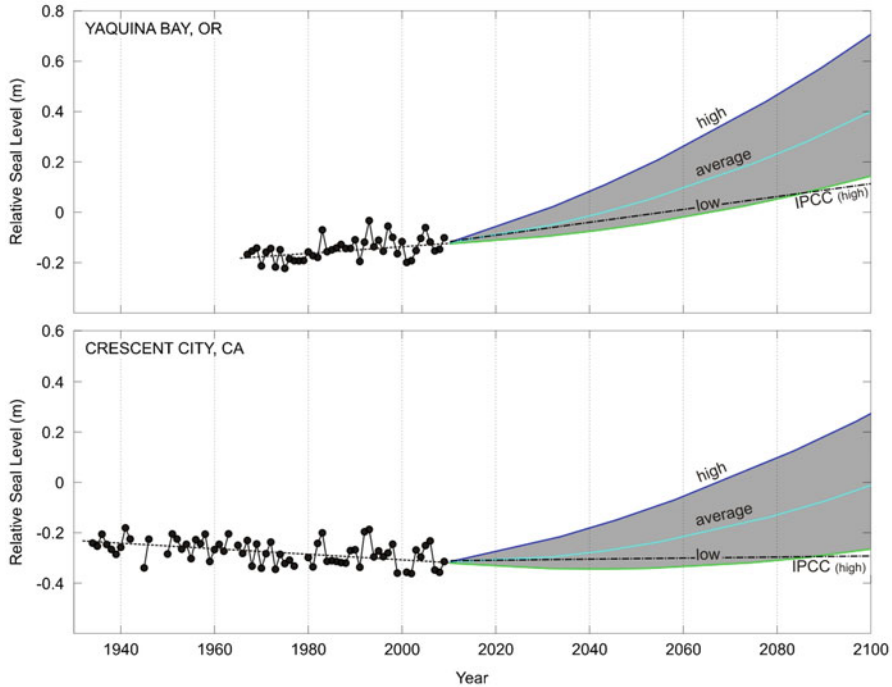 YAQUINA BAY, OR
0.8
0.6
0.4
0.2
0
-0.2
Relative Seal Level (m)
high
average
low
IPCC (high)
CRESCENT CITY, CA
0.6
0.4
0.2
0
-0.2
-0.4
Relative Seal Level (m)
high
average
low
IPCC (high)
1940 1960 1980 2000 2020 2040 2060 2080 2100
Year